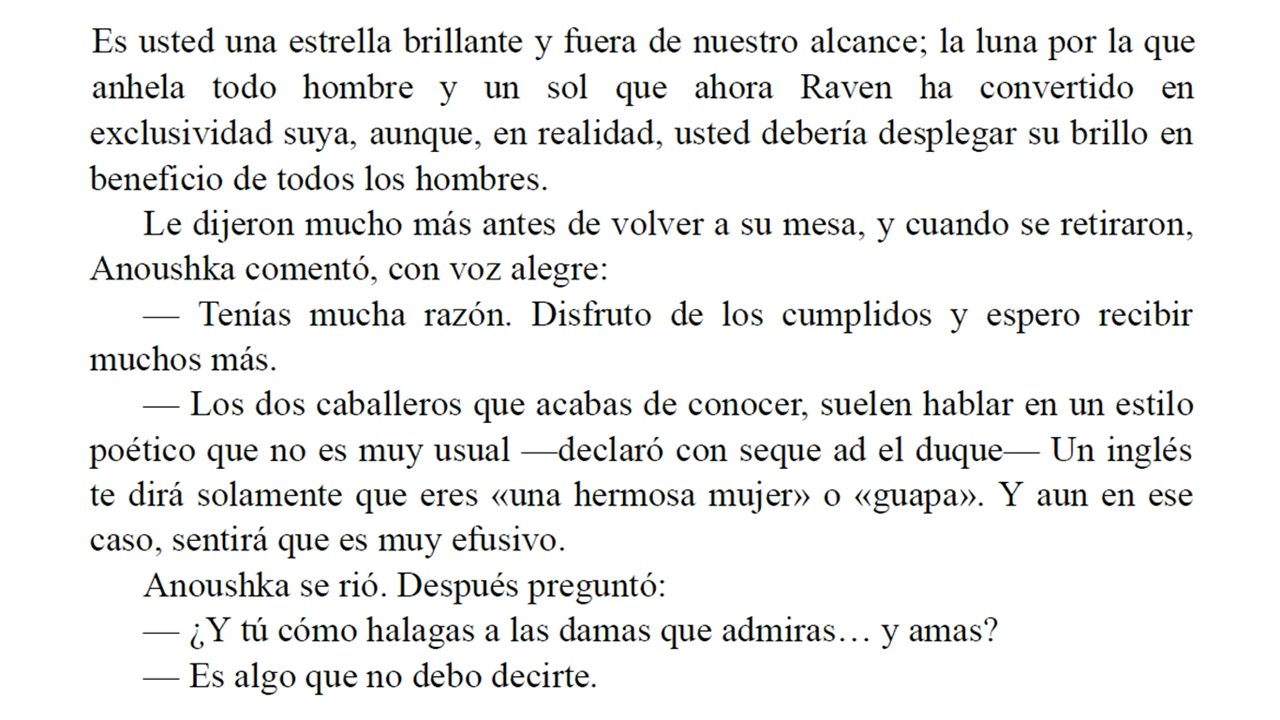 Es usted una estrella brillante y fuera de nuestro alcance; la luna por la que
anhela todo hombre y un sol que ahora Raven ha convertido en
exclusividad suya, aunque, en realidad, usted debería desplegar su brillo en
beneficio de todos los hombres.
Le dijeron mucho más antes de volver a su mesa, y cuando se retiraron,
Anoushka comentó, con voz alegre:
— Tenías mucha razón. Disfruto de los cumplidos y espero recibir
muchos más.
— Los dos caballeros que acabas de conocer, suelen hablar en un estilo
poético que no es muy usual —declaró con seque ad el duque— Un inglés
te dirá solamente que eres «una hermosa mujer» o «guapa». Y aun en ese
caso, sentirá que es muy efusivo.
Anoushka se rió. Después preguntó:
— ¿Y tú cómo halagas a las damas que admiras… y amas?
— Es algo que no debo decirte.